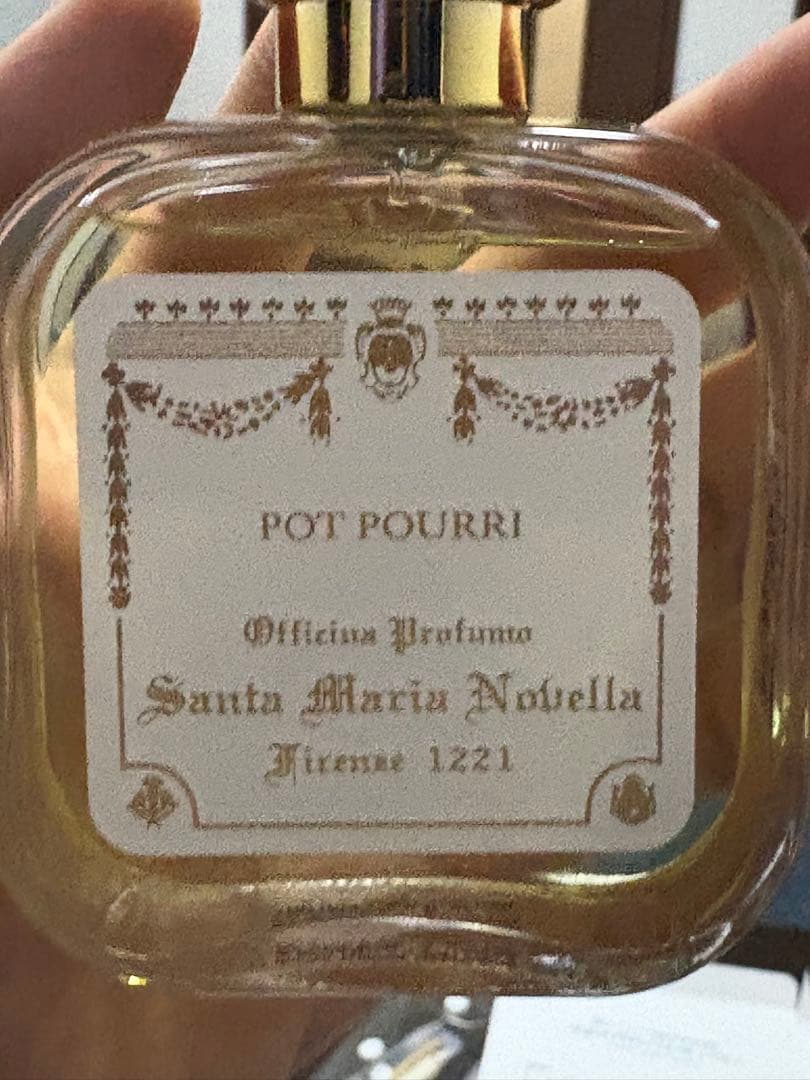 POT POURRI
Officina Profumo
Santa Maria Novella
Firenze 1221